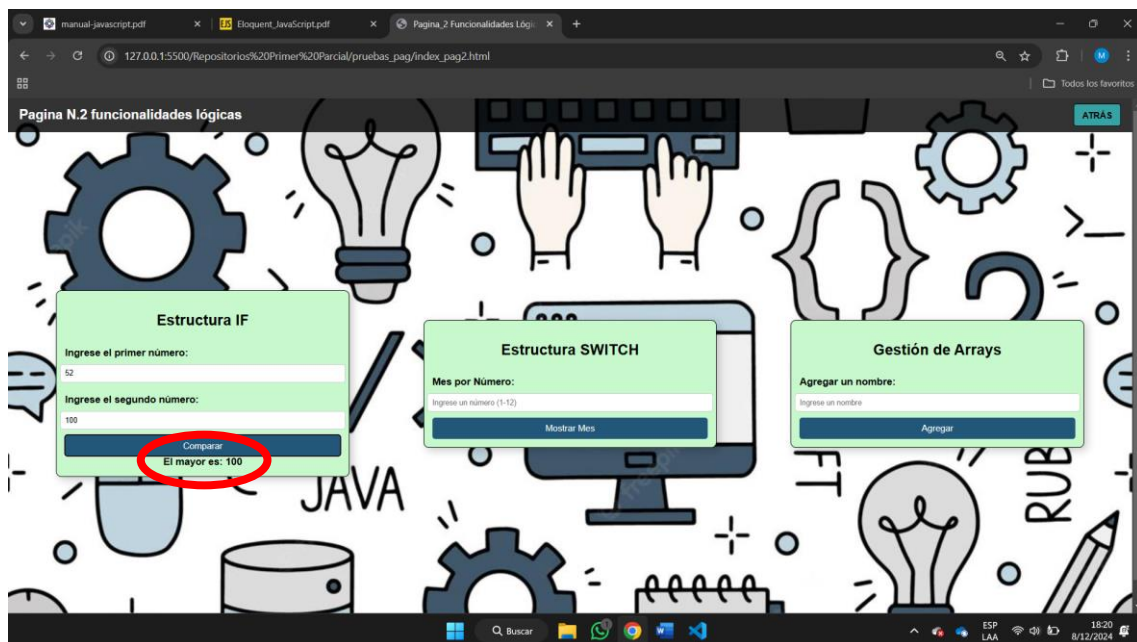 manual-javascript.pdf
Eloquent_JavaScript.pdf
Pagina_2 Funcionalidades Lógic
127.0.0.1:5500/Repositorios%20Primer%20Parcial/pruebas_pag/index_pag2.html
M
Todos los favoritos
Pagina N.2 funcionalidades lógicas
ATRÁS
Estructura IF
Ingrese el primer número:
52
Ingrese el segundo número:
100
Comparar
El mayor es: 100
Estructura SWITCH
Mes por Número:
Ingrese un número (1-12)
Mostrar Mes
Gestión de Arrays
Agregar un nombre:
Ingrese un nombre
Agregar
JAVA
RUB
Buscar
ESP
LAA
18:20
8/12/2024